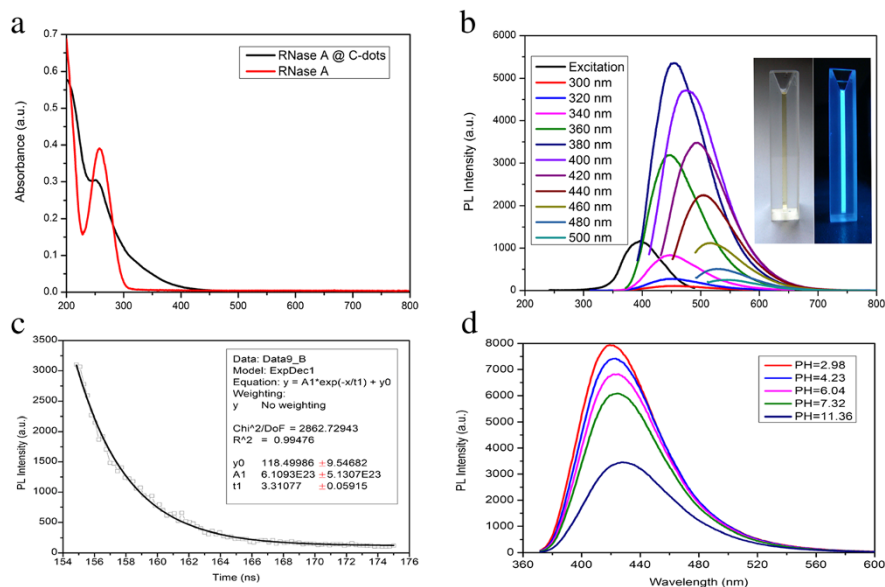 a
0.7
0.6
0.5
0.4
0.3
0.2
0.1
0.0
200 300 400 500 600 700 800
Absorbance (a.u.)
RNase A @ C-dots
RNase A
b
6000
5000
4000
3000
2000
1000
0
200 300 400 500 600 700 800
PL Intensity (a.u.)
Excitation
300 nm
320 nm
340 nm
360 nm
380 nm
400 nm
420 nm
440 nm
460 nm
480 nm
500 nm
c
3500
3000
2500
2000
1500
1000
500
0
154 156 158 160 162 164 166 168 170 172 174 176
PL Intensity (a.u.)
Time (ns)
Data: Data9_B
Model: ExpDec1
Equation: y = A1*exp(-x/t1) + y0
Weighting:
y No weighting
Chi^2/DoF = 2862.72943
R^2 = 0.99476
y0 118.49986 ±9.54682
A1 6.1093E23 ±5.1307E23
t1 3.31077 ±0.05915
d
8000
7000
6000
5000
4000
3000
2000
1000
0
360 400 440 480 520 560 600
PL Intensity (a.u.)
Wavelength (nm)
PH=2.98
PH=4.23
PH=6.04
PH=7.32
PH=11.36